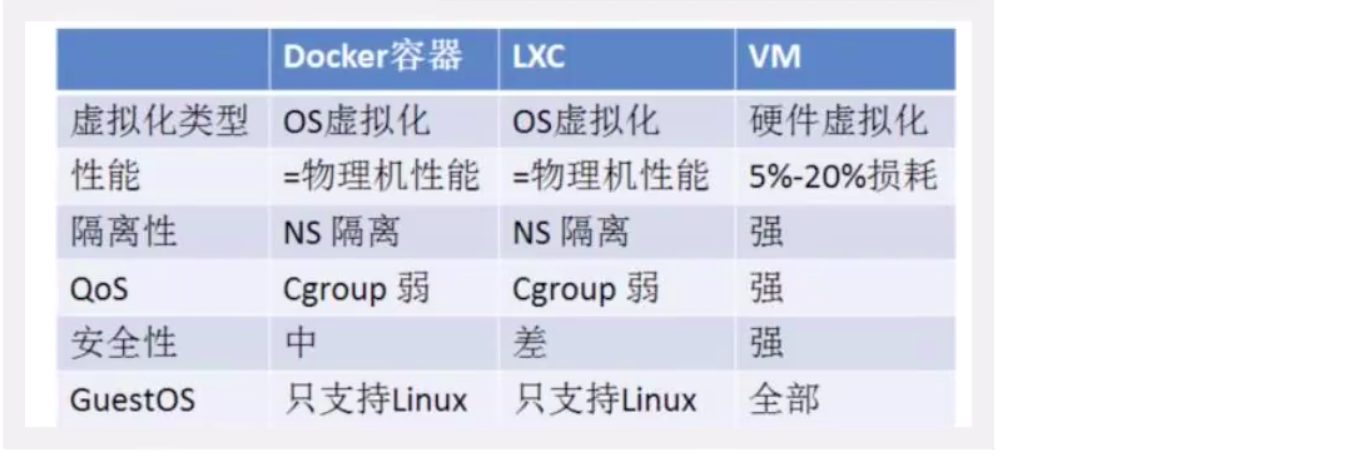 Docker容器 LXC VM
虚拟化类型 OS虚拟化 OS虚拟化 硬件虚拟化
性能 =物理机性能 =物理机性能 5%-20%损耗
隔离性 NS 隔离 NS 隔离 强
QoS Cgroup 弱 Cgroup 弱 强
安全性 中 差 强
GuestOS 只支持Linux 只支持Linux 全部